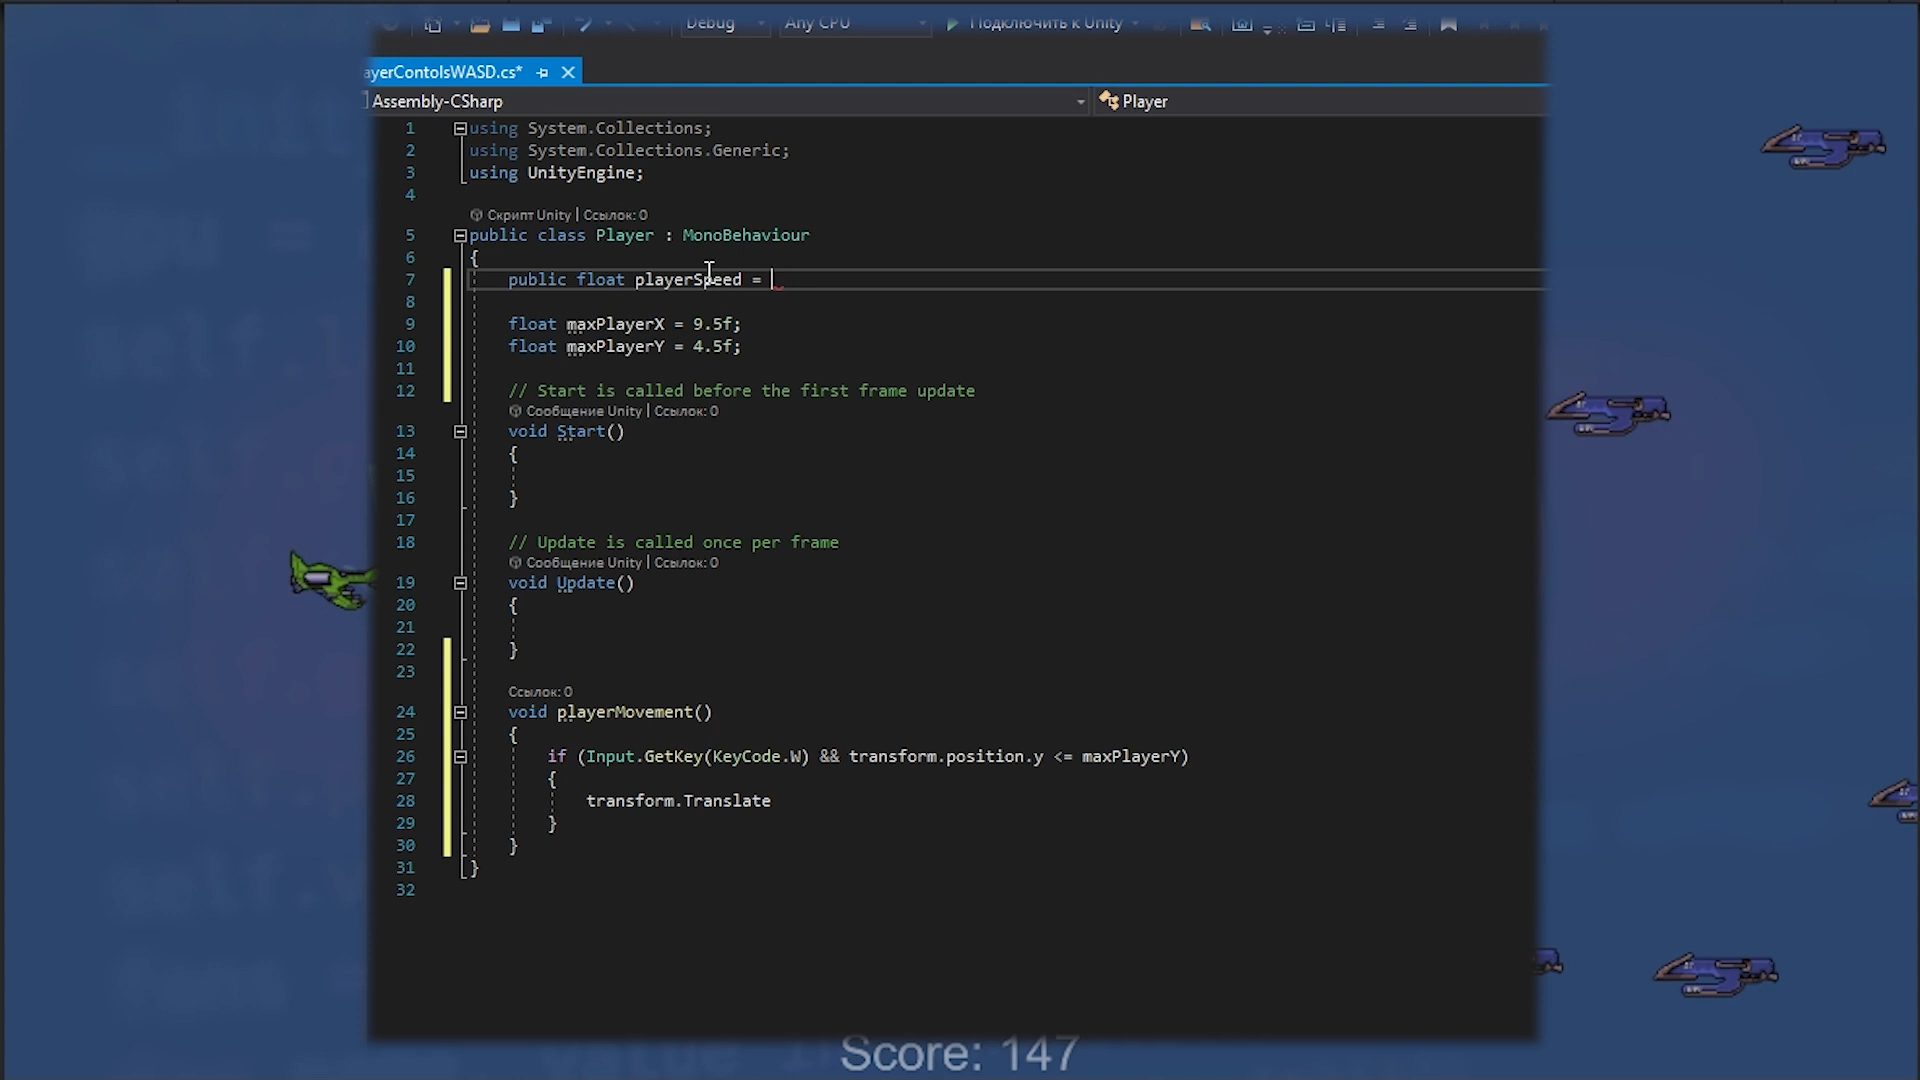 Debug Any CPU Подключить к Unity
ayerContolsWASD.cs*
Assembly-CSharp Player
1 using System.Collections;
2 using System.Collections.Generic;
3 using UnityEngine;
4
Скрипт Unity | Ссылок: 0
5 public class Player : MonoBehaviour
6 {
7 public float playerSpeed =
8
9 float maxPlayerX = 9.5f;
10 float maxPlayerY = 4.5f;
11
12 // Start is called before the first frame update
Сообщение Unity | Ссылок: 0
13 void Start()
14 {
15
16 }
17
18 // Update is called once per frame
Сообщение Unity | Ссылок: 0
19 void Update()
20 {
21
22 }
23
Ссылок: 0
24 void playerMovement()
25 {
26 if (Input.GetKey(KeyCode.W) && transform.position.y <= maxPlayerY)
27 {
28 transform.Translate
29 }
30 }
31 }
32
Score: 147